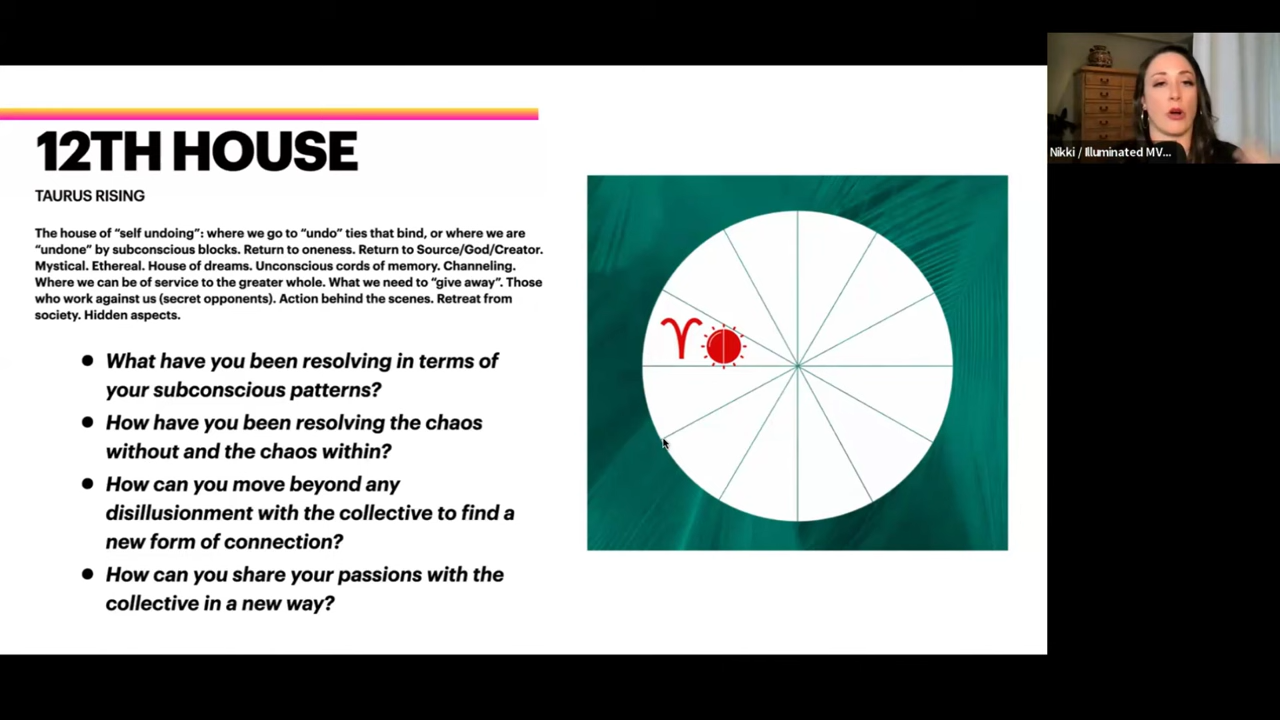 12TH HOUSE
TAURUS RISING
The house of “self undoing”: where we go to “undo” ties that bind, or where we are
“undone” by subconscious blocks. Return to oneness. Return to Source/God/Creator.
Mystical. Ethereal. House of dreams. Unconscious cords of memory. Channeling.
Where we can be of service to the greater whole. What we need to “give away”. Those
who work against us (secret opponents). Action behind the scenes. Retreat from
society. Hidden aspects.
● What have you been resolving in terms of
your subconscious patterns?
● How have you been resolving the chaos
without and the chaos within?
● How can you move beyond any
disillusionment with the collective to find a
new form of connection?
● How can you share your passions with the
collective in a new way?
♈
Nikki / Illuminated MV...